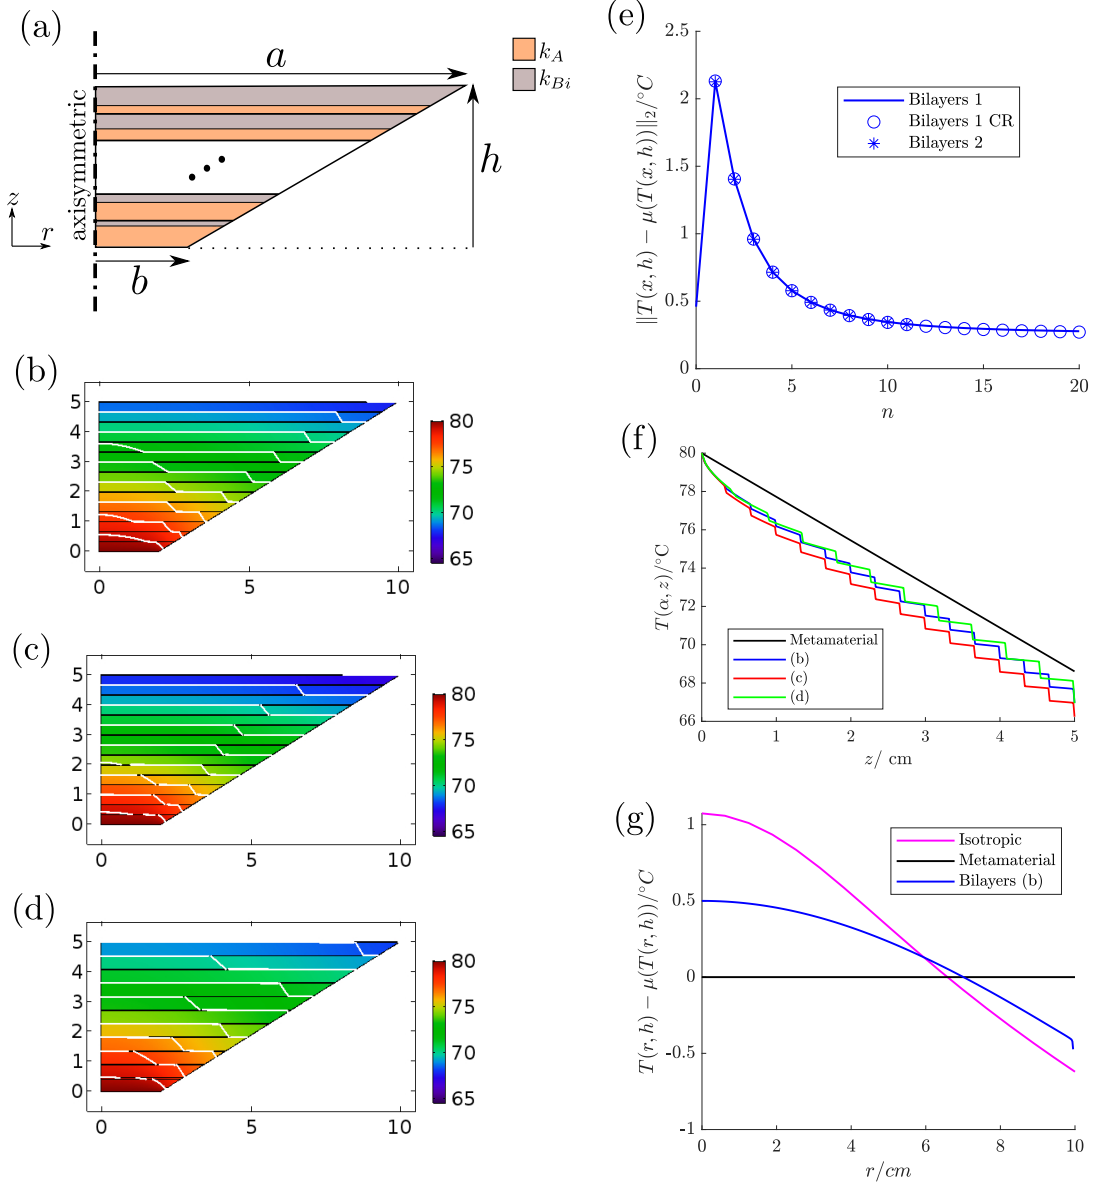 (a)
a
k_A
k_{Bi}
axisymmetric
h
z
r
b
(b)
5
4
3
2
1
0
0
5
10
80
75
70
65
(c)
5
4
3
2
1
0
0
5
10
80
75
70
65
(d)
5
4
3
2
1
0
0
5
10
80
75
70
65
(e)
||T(x, h) − μ(T(x, h))||₂/°C
2.5
2
1.5
1
0.5
0
0
5
10
15
20
n
Bilayers 1
Bilayers 1 CR
Bilayers 2
(f)
T(α, z)/°C
80
78
76
74
72
70
68
66
0
1
2
3
4
5
z/ cm
Metamaterial
(b)
(c)
(d)
(g)
T(r, h) − μ(T(r, h))/°C
1
0.5
0
-0.5
-1
0
2
4
6
8
10
r/cm
Isotropic
Metamaterial
Bilayers (b)